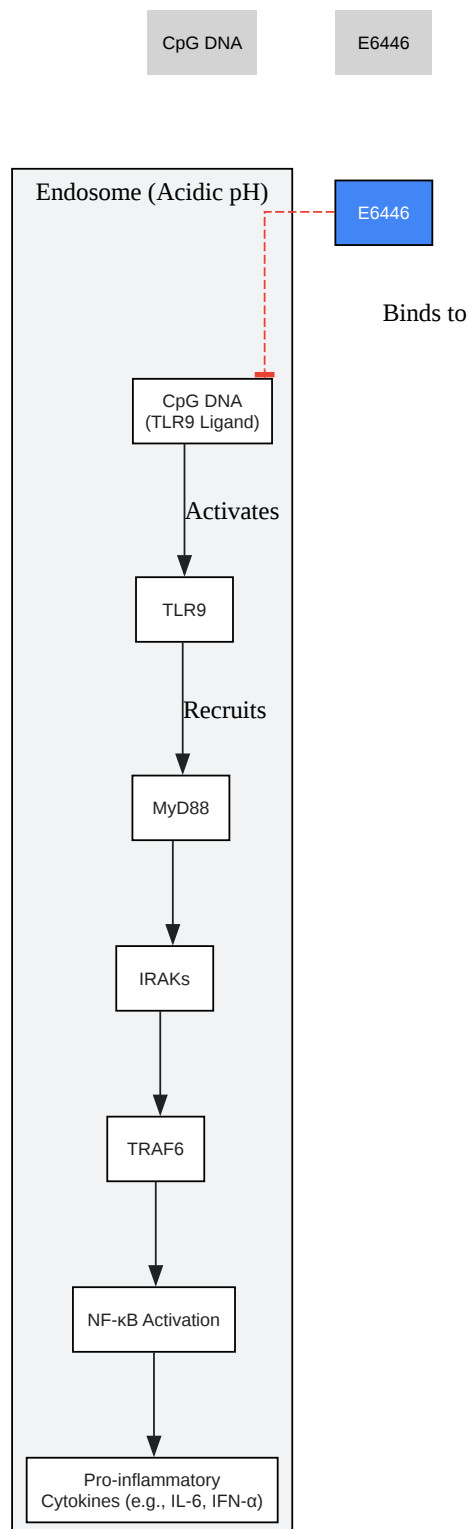 CpG DNA
E6446
Endosome (Acidic pH)
E6446
Binds to
CpG DNA
(TLR9 Ligand)
Activates
TLR9
Recruits
MyD88
IRAKs
TRAF6
NF-κB Activation
Pro-inflammatory
Cytokines (e.g., IL-6, IFN-α)